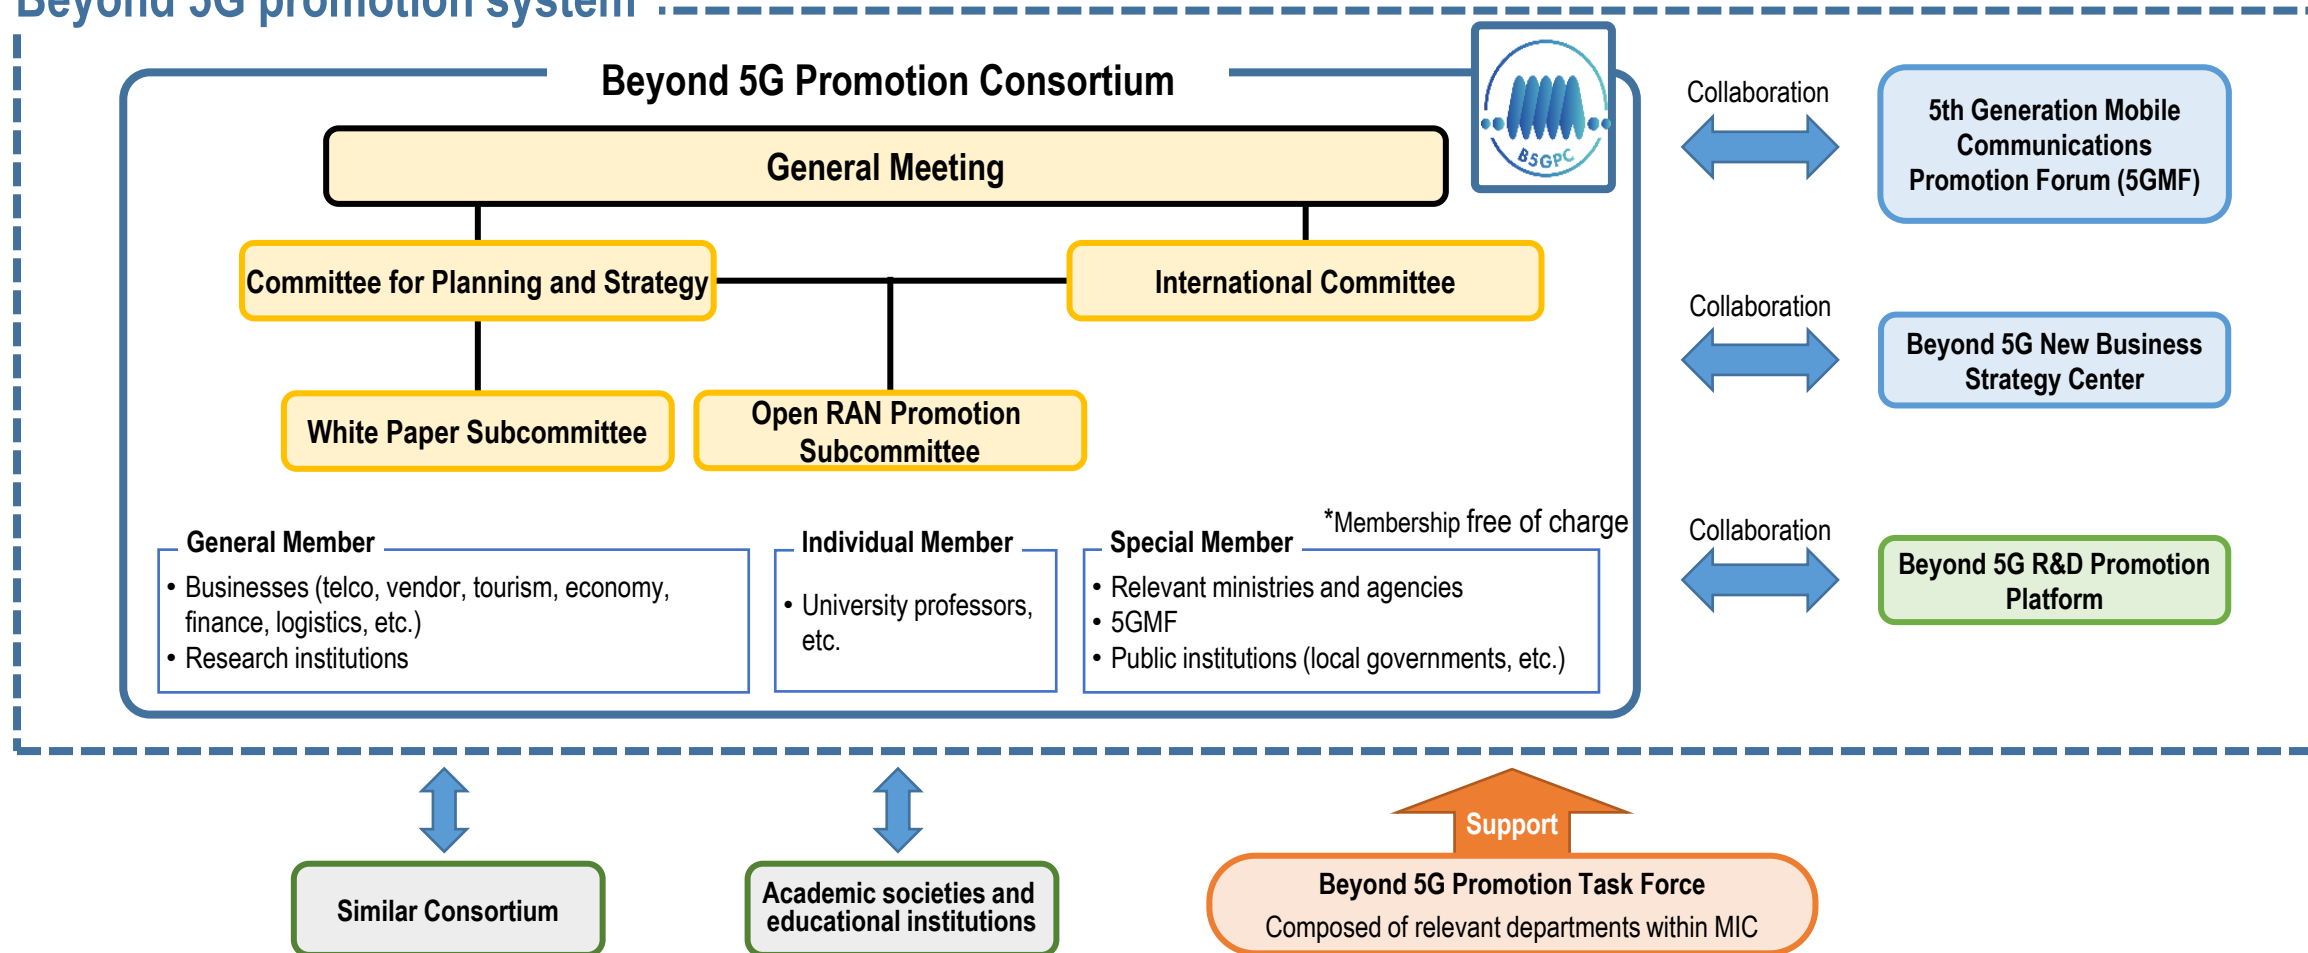 Beyond 5G promotion system
Beyond 5G Promotion Consortium
B5GPC
General Meeting
Committee for Planning and Strategy
International Committee
White Paper Subcommittee
Open RAN Promotion
Subcommittee
*Membership free of charge
General Member
• Businesses (telco, vendor, tourism, economy,
finance, logistics, etc.)
• Research institutions
Individual Member
• University professors,
etc.
Special Member
• Relevant ministries and agencies
• 5GMF
• Public institutions (local governments, etc.)
Collaboration
5th Generation Mobile
Communications
Promotion Forum (5GMF)
Collaboration
Beyond 5G New Business
Strategy Center
Collaboration
Beyond 5G R&D Promotion
Platform
Similar Consortium
Academic societies and
educational institutions
Support
Beyond 5G Promotion Task Force
Composed of relevant departments within MIC